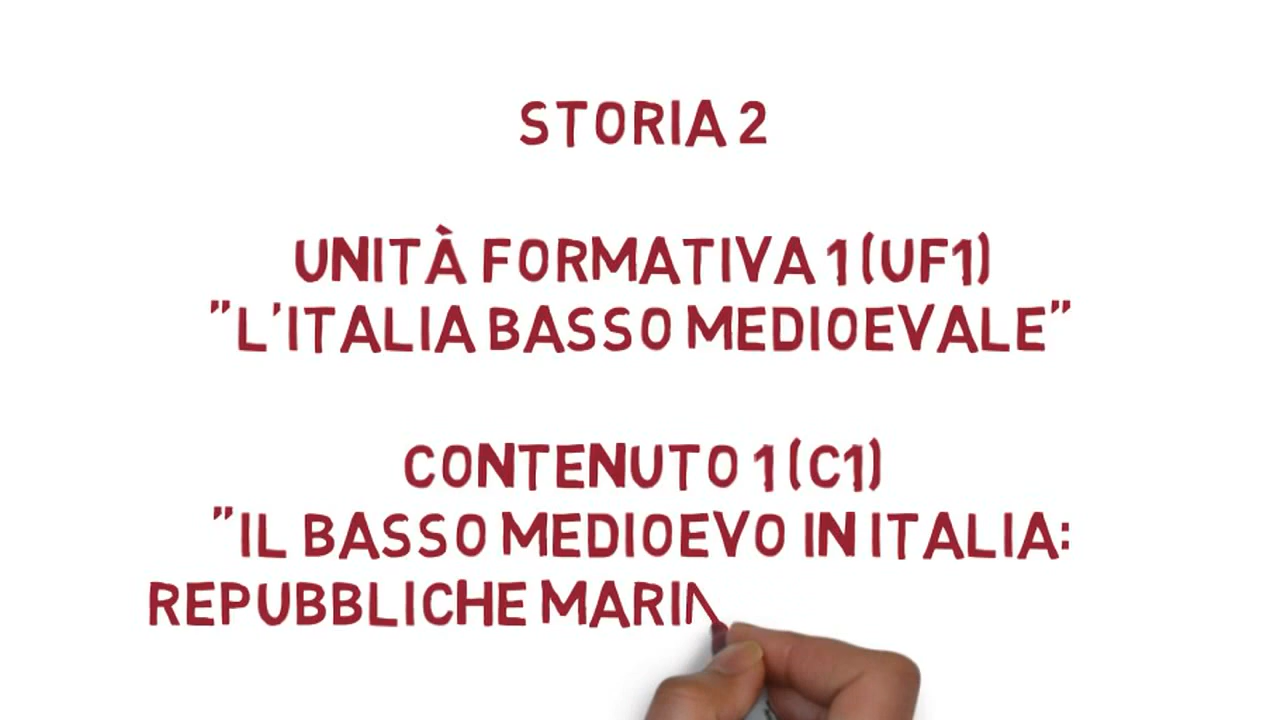 STORIA 2
UNITÀ FORMATIVA 1 (UF1)
"L'ITALIA BASSO MEDIOEVALE"
CONTENUTO 1 (C1)
"IL BASSO MEDIOEVO IN ITALIA:
REPUBBLICHE MARIN